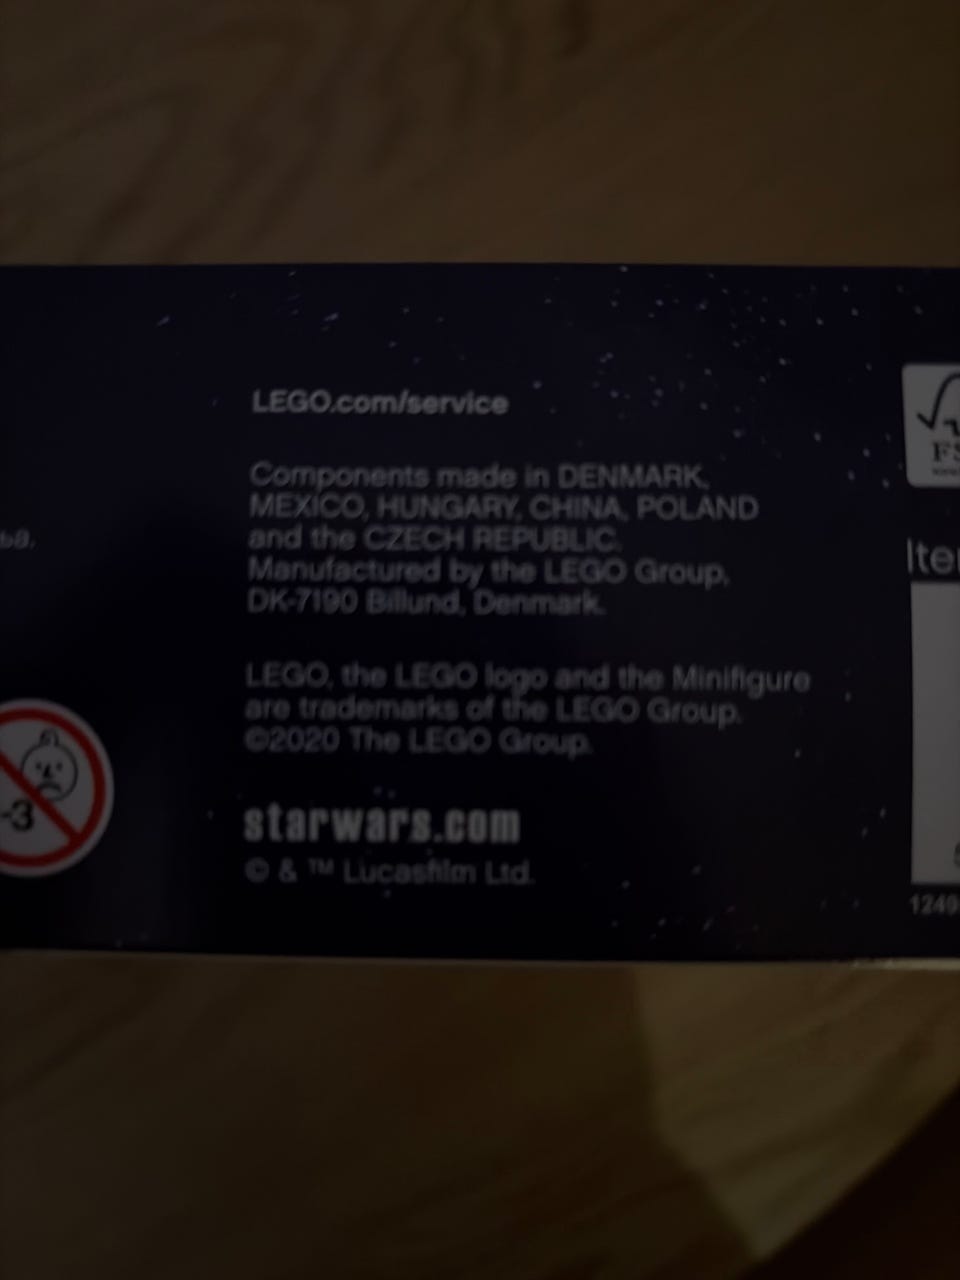 LEGO.com/service
Components made in DENMARK,
MEXICO, HUNGARY, CHINA, POLAND
and the CZECH REPUBLIC.
Manufactured by the LEGO Group,
DK-7190 Billund, Denmark.
LEGO, the LEGO logo and the Minifigure
are trademarks of the LEGO Group.
©2020 The LEGO Group.
starwars.com
© & ™ Lucasfilm Ltd.
-3